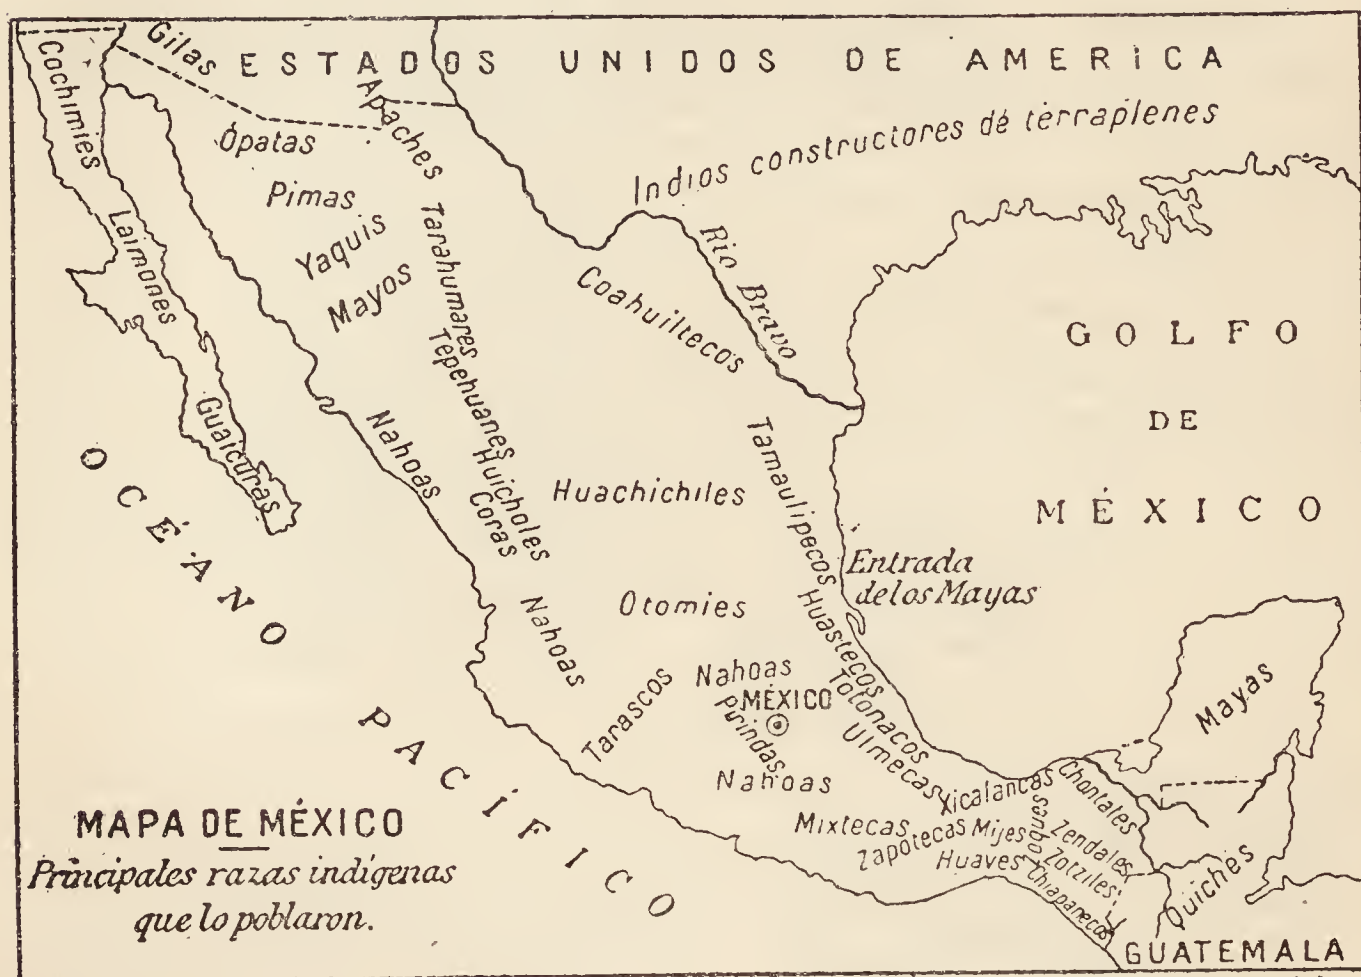 ESTADOS UNIDOS DE AMERICA
Gilas
Cochimies
Apaches
Indios constructores de terraplenes
Ópatas
Pimas
Yaquis
Mayos
Laimones
Guaicuras
Tarahumares
Tepehuanes
Huicholes
Coras
Nahoas
Coahuiltecos
Rio Bravo
GOLFO
DE
MÉXICO
OCÉANO PACÍFICO
Huachichiles
Tamaulipecos
Entrada
de los Mayas
Otomies
Huastecos
Nahoas
Tarascos
Nahoas
MÉXICO
Pirindas
Nahoas
Totonacos
Ulmecas y
Xicalancas
Chontales
Mayas
Mixtecas
Zapotecas
Mijes
Zoques
Huaves
Zendales
Zotziles
Chiapanecos
Quiches
GUATEMALA
MAPA DE MÉXICO
Principales razas indígenas
que lo poblaron.